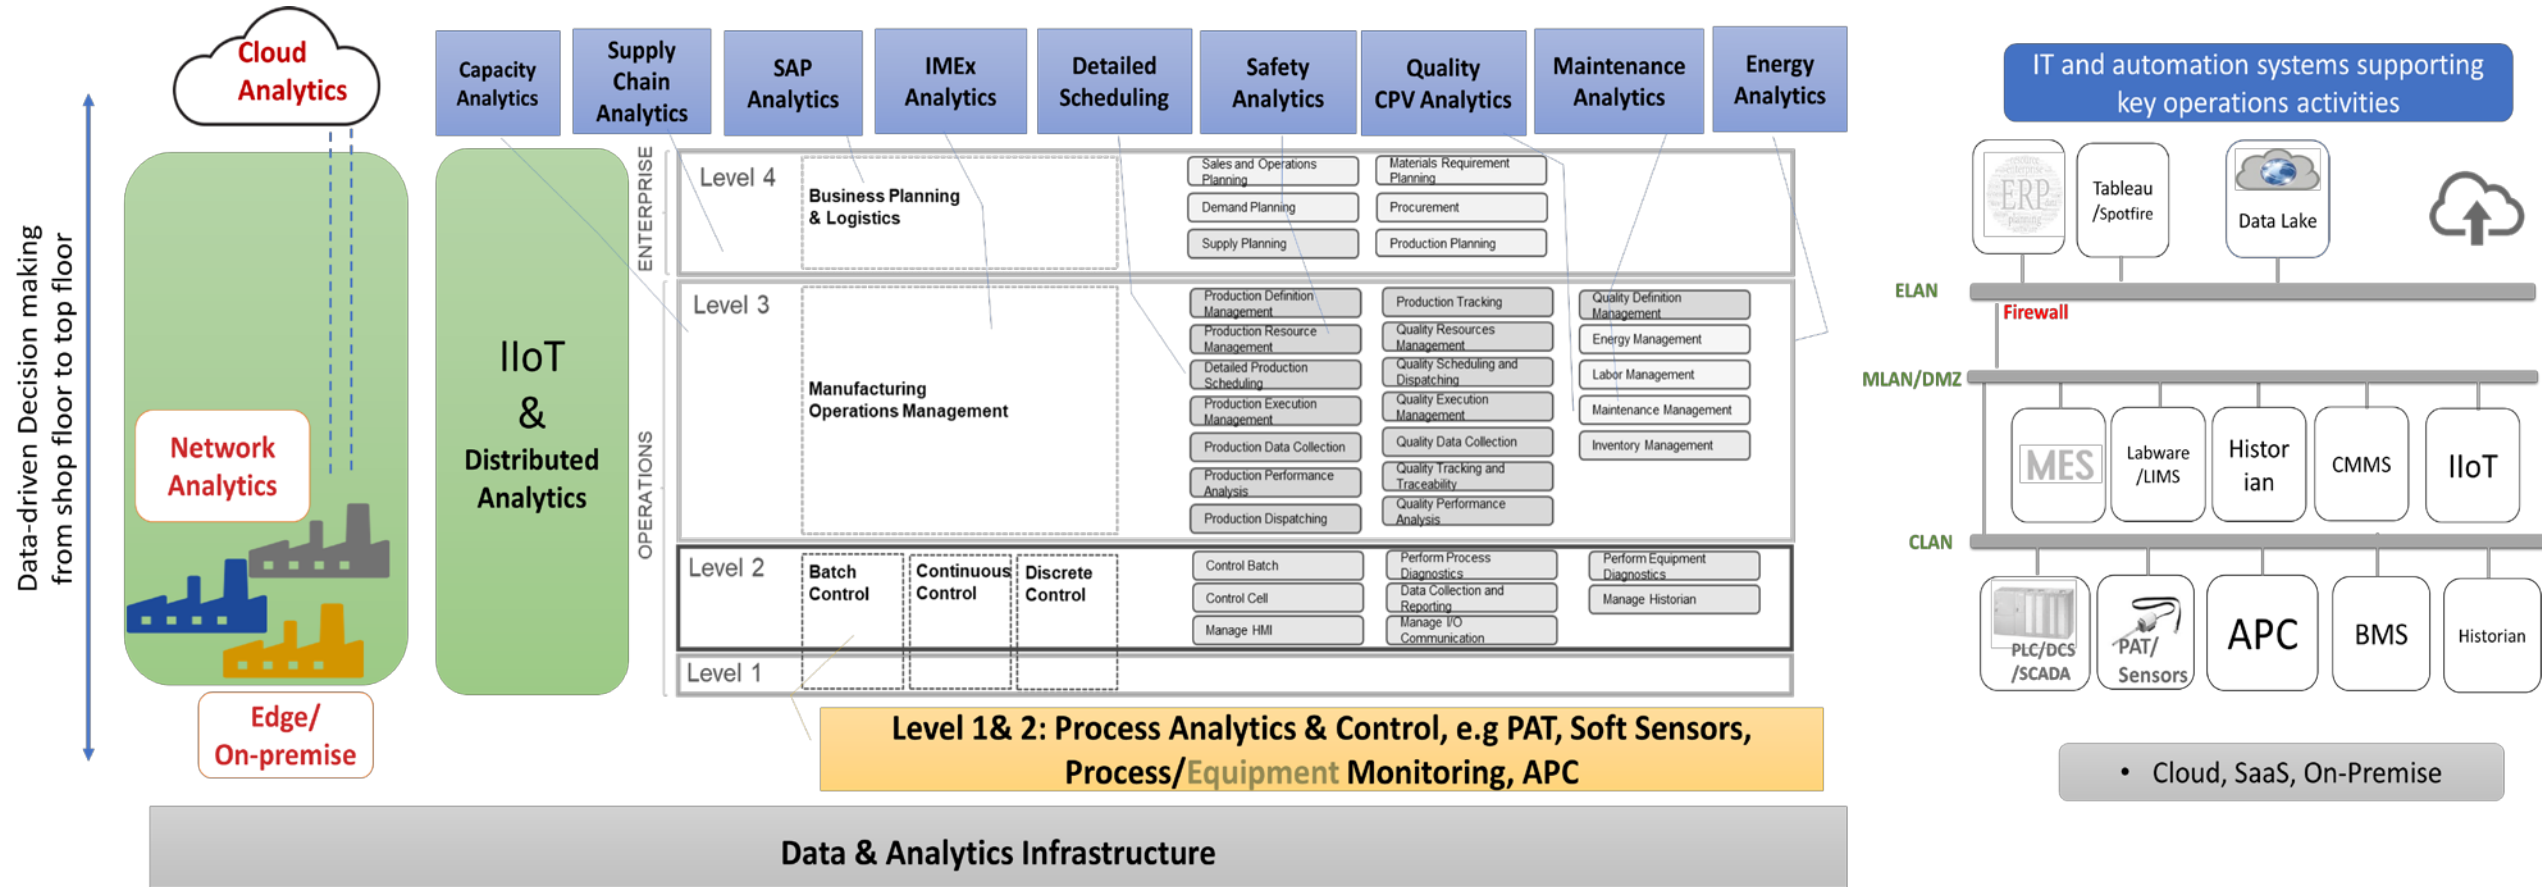 Data-driven Decision making
from shop floor to top floor
Cloud
Analytics
Network
Analytics
Edge/
On-premise
IIoT
&
Distributed
Analytics
Capacity
Analytics
Supply
Chain
Analytics
SAP
Analytics
IMEx
Analytics
Detailed
Scheduling
Safety
Analytics
Quality
CPV Analytics
Maintenance
Analytics
Energy
Analytics
ENTERPRISE
Level 4
Business Planning
& Logistics
Sales and Operations
Planning
Demand Planning
Supply Planning
Materials Requirement
Planning
Procurement
Production Planning
OPERATIONS
Level 3
Manufacturing
Operations Management
Production Definition
Management
Production Resource
Management
Detailed Production
Scheduling
Production Execution
Management
Production Data Collection
Production Performance
Analysis
Production Dispatching
Production Tracking
Quality Resources
Management
Quality Scheduling and
Dispatching
Quality Execution
Management
Quality Data Collection
Quality Tracking and
Traceability
Quality Performance
Analysis
Quality Definition
Management
Energy Management
Labor Management
Maintenance Management
Inventory Management
Level 2
Batch
Control
Continuous
Control
Discrete
Control
Control Batch
Control Cell
Manage HMI
Perform Process
Diagnostics
Data Collection and
Reporting
Manage I/O
Communication
Perform Equipment
Diagnostics
Manage Historian
Level 1
Level 1& 2: Process Analytics & Control, e.g PAT, Soft Sensors,
Process/Equipment Monitoring, APC
Data & Analytics Infrastructure
IT and automation systems supporting
key operations activities
ERP
Tableau
/Spotfire
Data Lake
ELAN
Firewall
MLAN/DMZ
MES
Labware
/LIMS
Histor
ian
CMMS
IIoT
CLAN
PLC/DCS
/SCADA
PAT/
Sensors
APC
BMS
Historian
• Cloud, SaaS, On-Premise